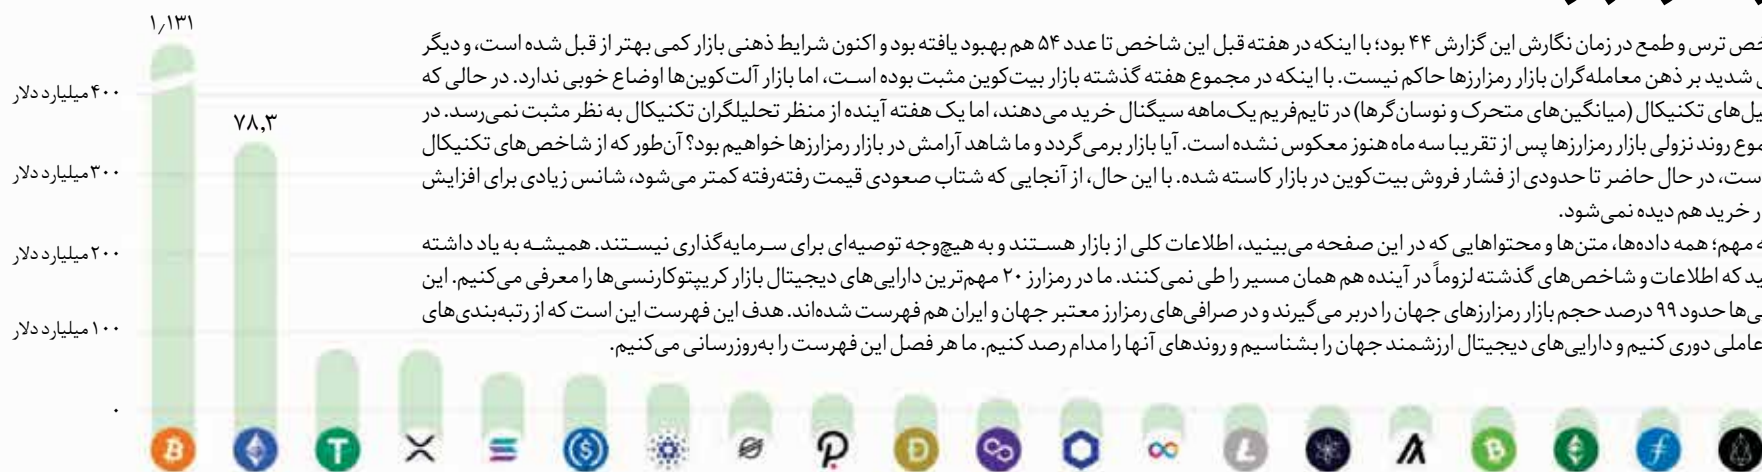 ۱٫۱۳۱
۷۸٫۳
۴۰۰ میلیارد دلار
۳۰۰ میلیارد دلار
۲۰۰ میلیارد دلار
۱۰۰ میلیارد دلار
۰
ترس و طمع در زمان نگارش این گزارش ۴۴ بود؛ با اینکه در هفته قبل این شاخص تا عدد ۵۴ هم بهبود یافته بود و اکنون شرایط ذهنی بازار کمی بهتر از قبل شده است، و دیگر
شدید بر ذهن معامله‌گران بازار رمزارزها حاکم نیست. با اینکه در مجموع هفته گذشته بازار بیت‌کوین مثبت بوده است، اما بازار آلت‌کوین‌ها اوضاع خوبی ندارد. در حالی که
یل‌های تکنیکال (میانگین‌های متحرک و نوسان‌گرها) در تایم‌فریم یک‌ماهه سیگنال خرید می‌دهند، اما یک هفته آینده از منظر تحلیلگران تکنیکال به نظر مثبت نمی‌رسد. در
موع روند نزولی بازار رمزارزها پس از تقریبا سه ماه هنوز معکوس نشده است. آیا بازار برمی‌گردد و ما شاهد آرامش در بازار رمزارزها خواهیم بود؟ آن‌طور که از شاخص‌های تکنیکال
ست، در حال حاضر تا حدودی از فشار فروش بیت‌کوین در بازار کاسته شده. با این حال، از آنجایی که شتاب صعودی قیمت رفته‌رفته کمتر می‌شود، شانس زیادی برای افزایش
ر خرید هم دیده نمی‌شود.
ه مهم؛ همه داده‌ها، متن‌ها و محتواهایی که در این صفحه می‌بینید، اطلاعات کلی از بازار هستند و به هیچ‌وجه توصیه‌ای برای سرمایه‌گذاری نیستند. همیشه به یاد داشته
ید که اطلاعات و شاخص‌های گذشته لزوماً در آینده هم همان مسیر را طی نمی‌کنند. ما در رمزارز ۲۰ مهم‌ترین دارایی‌های دیجیتال بازار کریپتوکارنسی‌ها را معرفی می‌کنیم. این
ی‌ها حدود ۹۹ درصد حجم بازار رمزارزهای جهان را دربر می‌گیرند و در صرافی‌های رمزارز معتبر جهان و ایران هم فهرست شده‌اند. هدف این فهرست این است که از رتبه‌بندی‌های
عاملی دوری کنیم و دارایی‌های دیجیتال ارزشمند جهان را بشناسیم و روندهای آنها را مدام رصد کنیم. ما هر فصل این فهرست را به‌روزرسانی می‌کنیم.